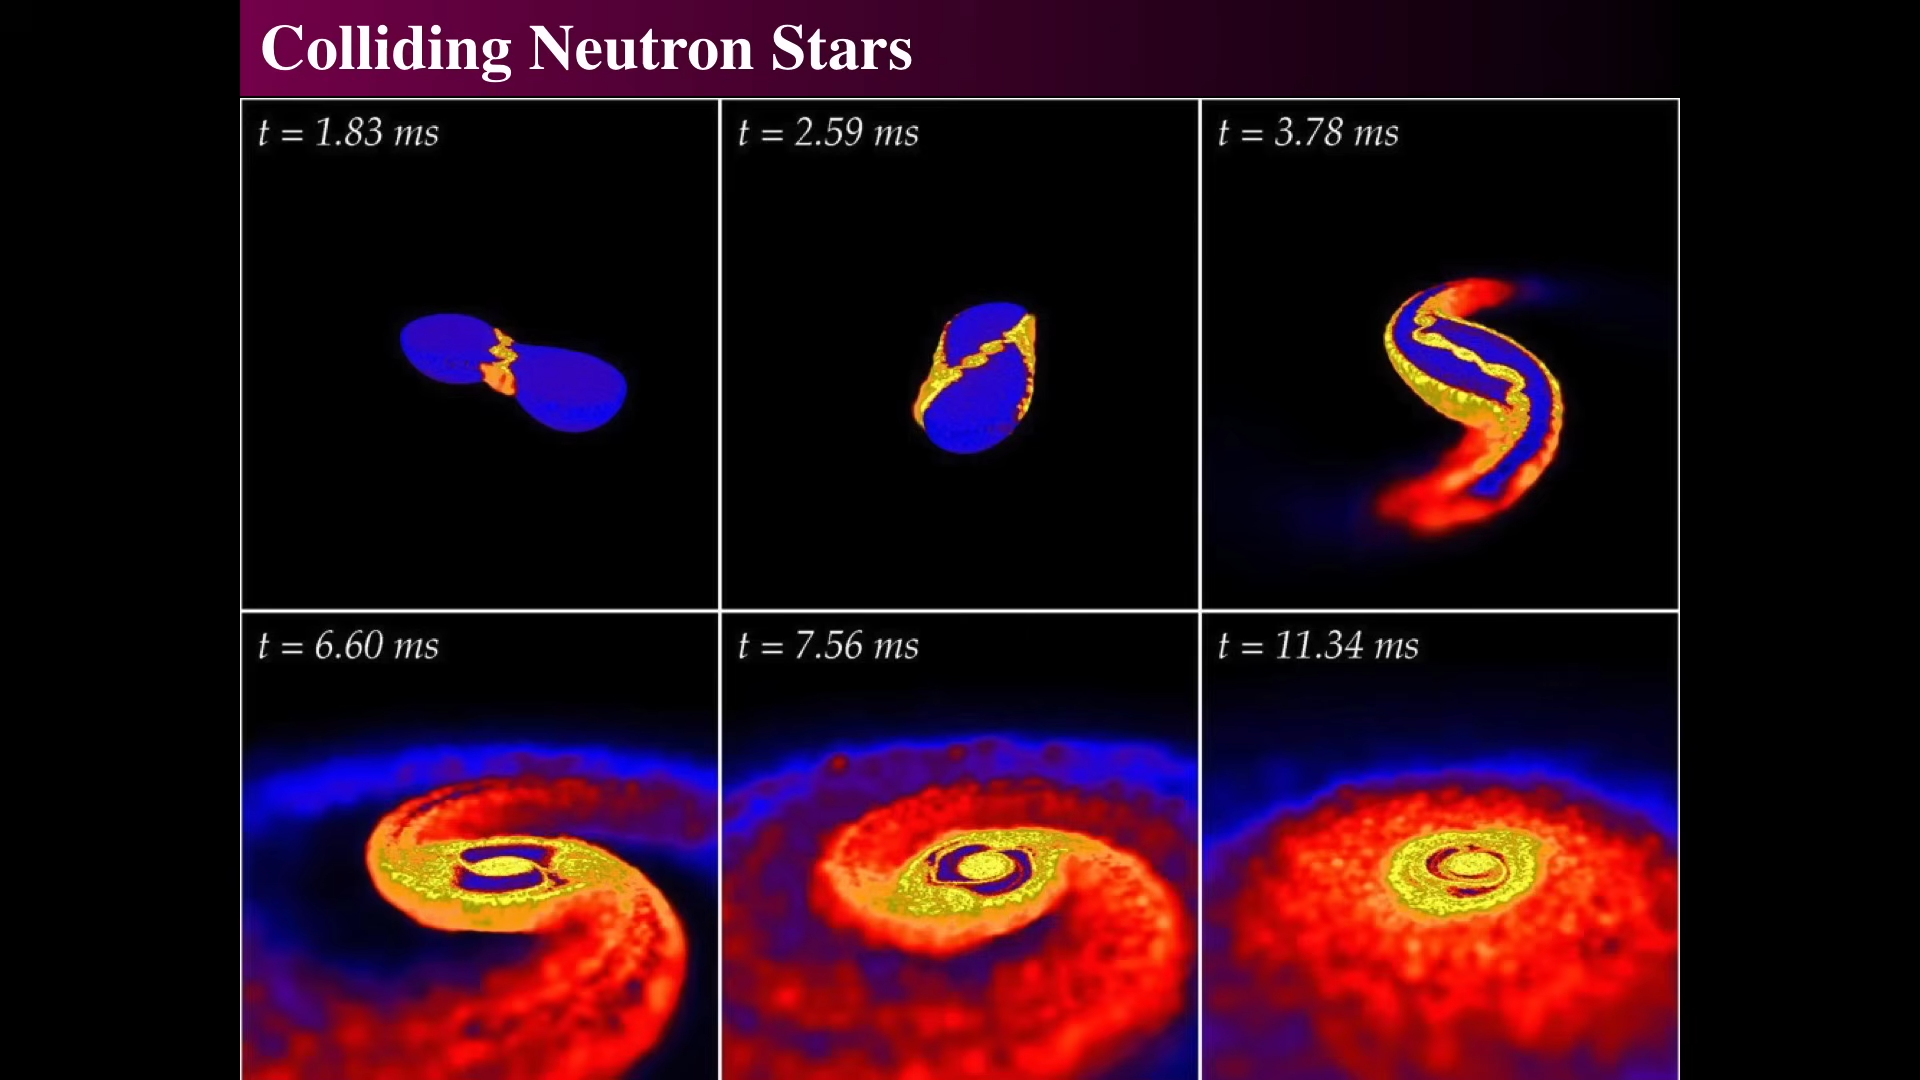 Colliding Neutron Stars
t = 1.83 ms
t = 2.59 ms
t = 3.78 ms
t = 6.60 ms
t = 7.56 ms
t = 11.34 ms